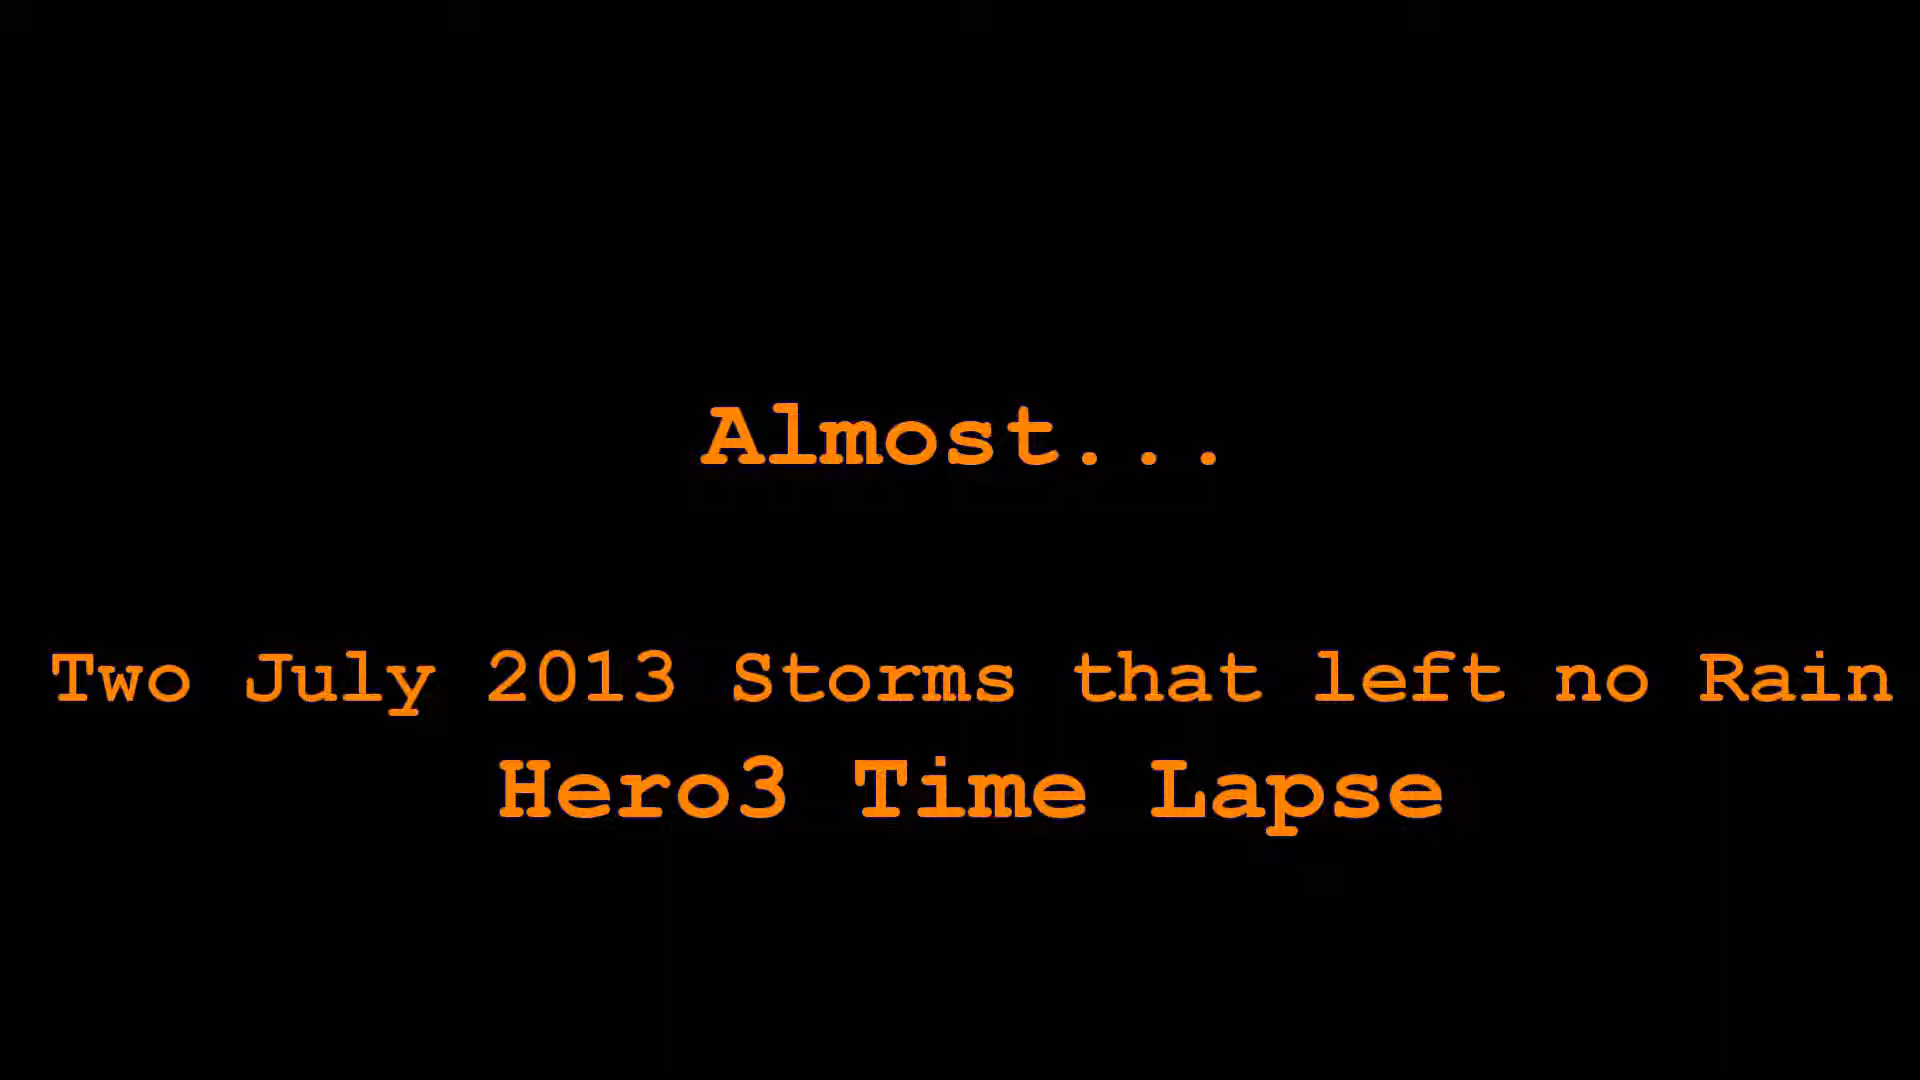 Almost...
Two July 2013 Storms that left no Rain
Hero3 Time Lapse